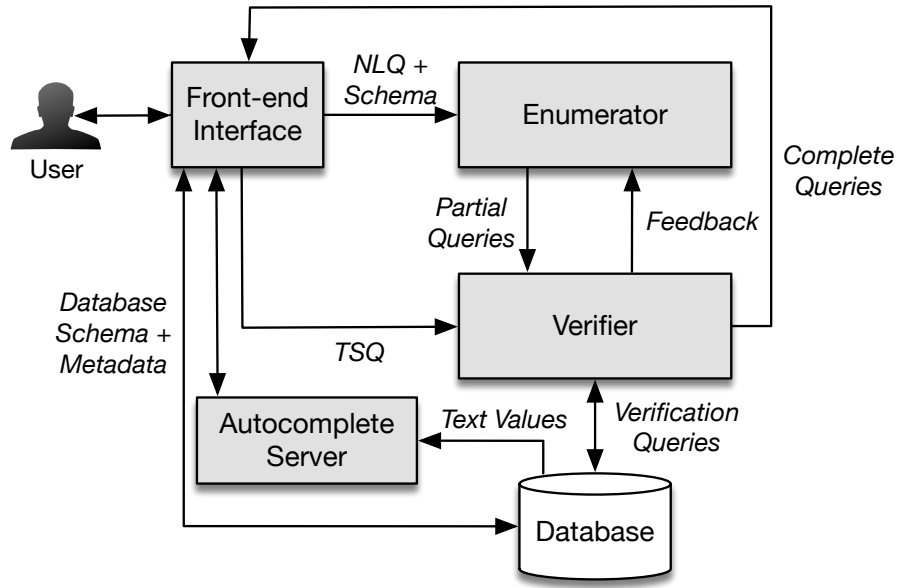 NLQ +
Schema
Front-end
Interface
Enumerator
User
Complete
Queries
Partial
Queries
Feedback
Database
Schema +
Metadata
Verifier
TSQ
Autocomplete
Server
Text Values
Verification
Queries
Database